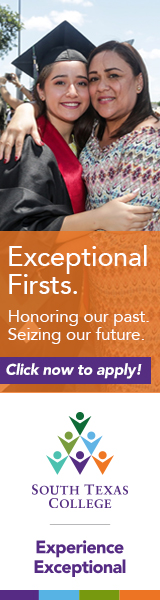 Exceptional
Firsts.
Honoring our past.
Seizing our future.
Click now to apply!
SOUTH TEXAS
COLLEGE
Experience
Exceptional